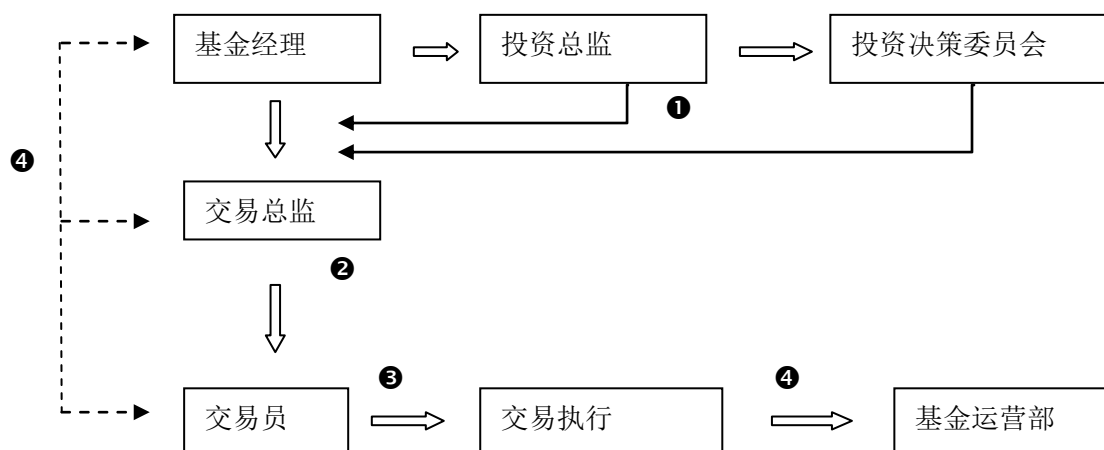 基金经理
投资总监
投资决策委员会
❶
❹
交易总监
❷
❸
❹
交易员
交易执行
基金运营部